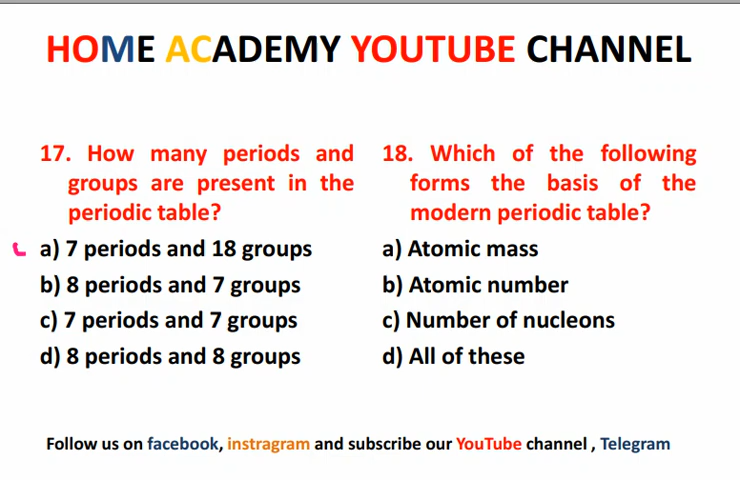 HOME ACADEMY YOUTUBE CHANNEL
17. How many periods and
groups are present in the
periodic table?
a) 7 periods and 18 groups
b) 8 periods and 7 groups
c) 7 periods and 7 groups
d) 8 periods and 8 groups
18. Which of the following
forms the basis of the
modern periodic table?
a) Atomic mass
b) Atomic number
c) Number of nucleons
d) All of these
Follow us on facebook, instragram and subscribe our YouTube channel , Telegram